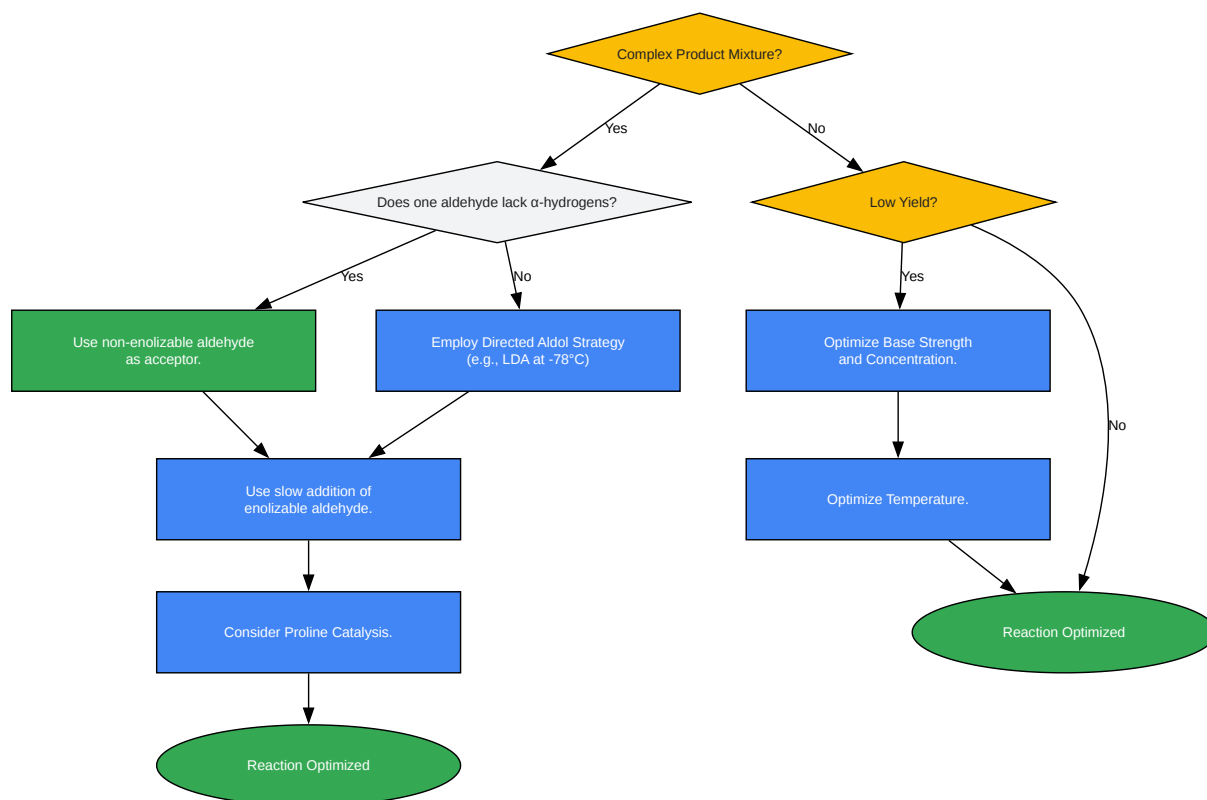 Complex Product Mixture?
Yes
No
Does one aldehyde lack α-hydrogens?
Low Yield?
Yes
No
Yes
Use non-enolizable aldehyde
as acceptor.
Employ Directed Aldol Strategy
(e.g., LDA at -78°C)
Optimize Base Strength
and Concentration.
No
Use slow addition of
enolizable aldehyde.
Optimize Temperature.
Consider Proline Catalysis.
Reaction Optimized
Reaction Optimized